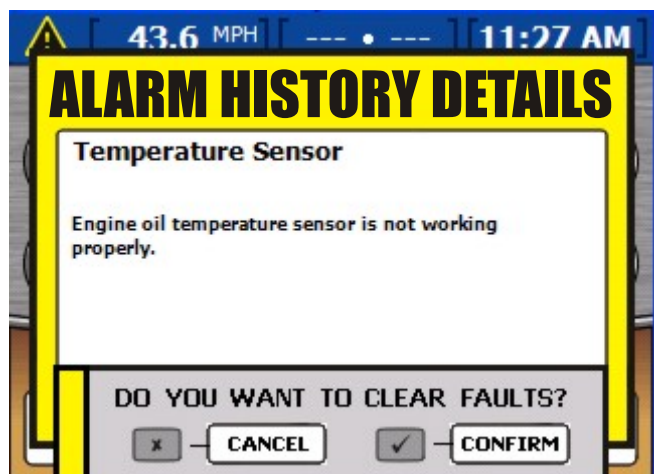 43.6 MPH --- • --- 11:27 AM
ALARM HISTORY DETAILS
Temperature Sensor
Engine oil temperature sensor is not working
properly.
DO YOU WANT TO CLEAR FAULTS?
x CANCEL ✓ CONFIRM